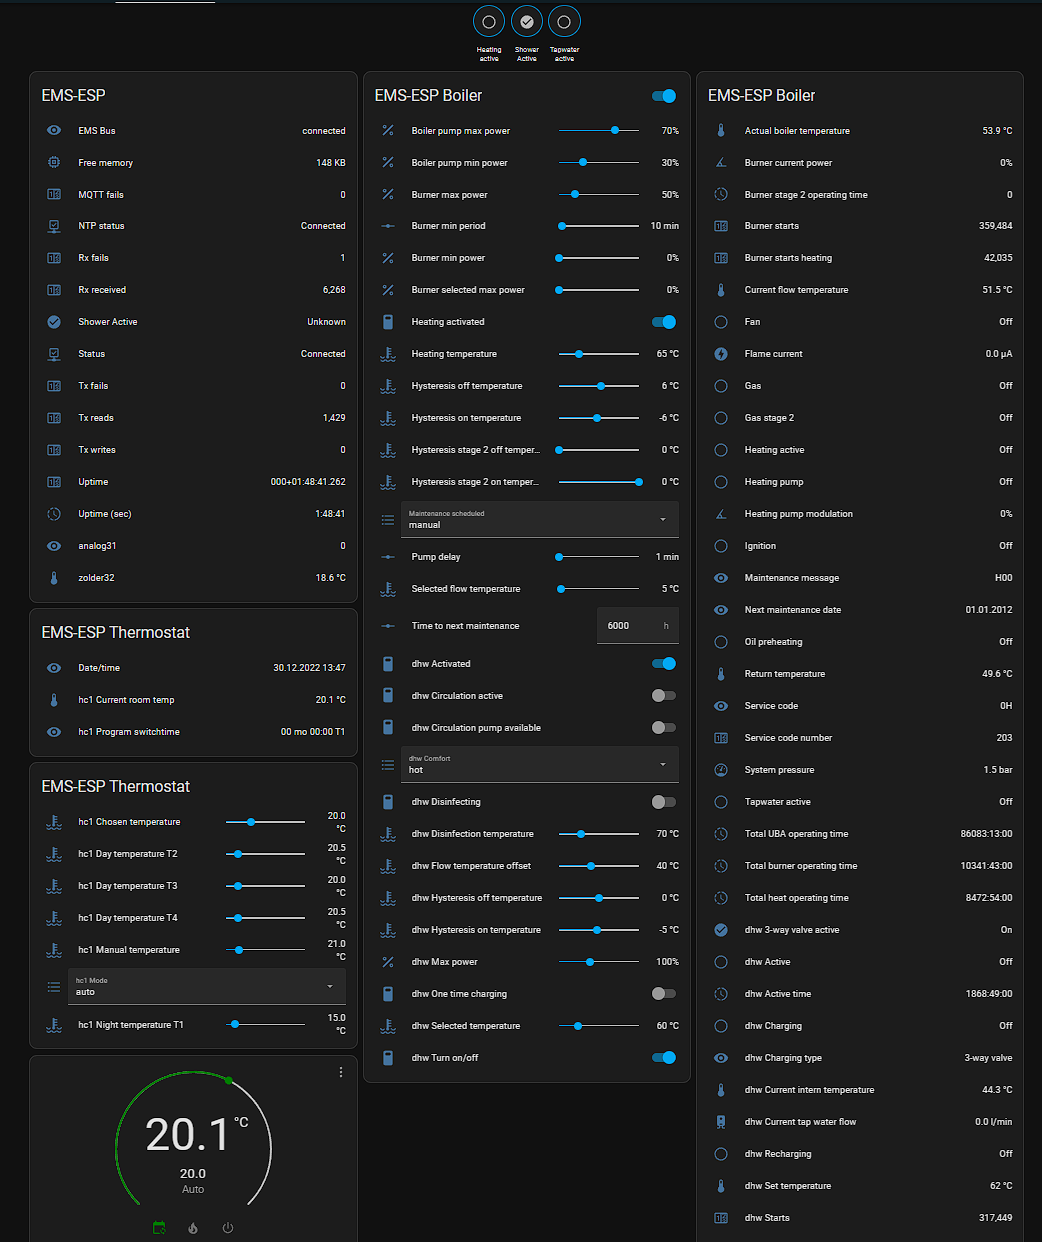 Heating active
Shower Active
Tapwater active
EMS-ESP
EMS Bus connected
Free memory 148 KB
MQTT fails 0
NTP status Connected
Rx fails 1
Rx received 6,268
Shower Active Unknown
Status Connected
Tx fails 0
Tx reads 1,429
Tx writes 0
Uptime 000+01:48:41.262
Uptime (sec) 1:48:41
analog31 0
zolder32 18.6 °C
EMS-ESP Thermostat
Date/time 30.12.2022 13:47
hc1 Current room temp 20.1 °C
hc1 Program switchtime 00 mo 00:00 T1
EMS-ESP Thermostat
hc1 Chosen temperature 20.0 °C
hc1 Day temperature T2 20.5 °C
hc1 Day temperature T3 20.0 °C
hc1 Day temperature T4 20.5 °C
hc1 Manual temperature 21.0 °C
hc1 Mode
auto
hc1 Night temperature T1 15.0 °C
20.1 °C
20.0
Auto
EMS-ESP Boiler
Boiler pump max power 70%
Boiler pump min power 30%
Burner max power 50%
Burner min period 10 min
Burner min power 0%
Burner selected max power 0%
Heating activated
Heating temperature 65 °C
Hysteresis off temperature 6 °C
Hysteresis on temperature -6 °C
Hysteresis stage 2 off temper... 0 °C
Hysteresis stage 2 on temper... 0 °C
Maintenance scheduled
manual
Pump delay 1 min
Selected flow temperature 5 °C
Time to next maintenance 6000 h
dhw Activated
dhw Circulation active
dhw Circulation pump available
dhw Comfort
hot
dhw Disinfecting
dhw Disinfection temperature 70 °C
dhw Flow temperature offset 40 °C
dhw Hysteresis off temperature 0 °C
dhw Hysteresis on temperature -5 °C
dhw Max power 100%
dhw One time charging
dhw Selected temperature 60 °C
dhw Turn on/off
EMS-ESP Boiler
Actual boiler temperature 53.9 °C
Burner current power 0%
Burner stage 2 operating time 0
Burner starts 359,484
Burner starts heating 42,035
Current flow temperature 51.5 °C
Fan Off
Flame current 0.0 µA
Gas Off
Gas stage 2 Off
Heating active Off
Heating pump Off
Heating pump modulation 0%
Ignition Off
Maintenance message H00
Next maintenance date 01.01.2012
Oil preheating Off
Return temperature 49.6 °C
Service code 0H
Service code number 203
System pressure 1.5 bar
Tapwater active Off
Total UBA operating time 86083:13:00
Total burner operating time 10341:43:00
Total heat operating time 8472:54:00
dhw 3-way valve active On
dhw Active Off
dhw Active time 1868:49:00
dhw Charging Off
dhw Charging type 3-way valve
dhw Current intern temperature 44.3 °C
dhw Current tap water flow 0.0 l/min
dhw Recharging Off
dhw Set temperature 62 °C
dhw Starts 317,449